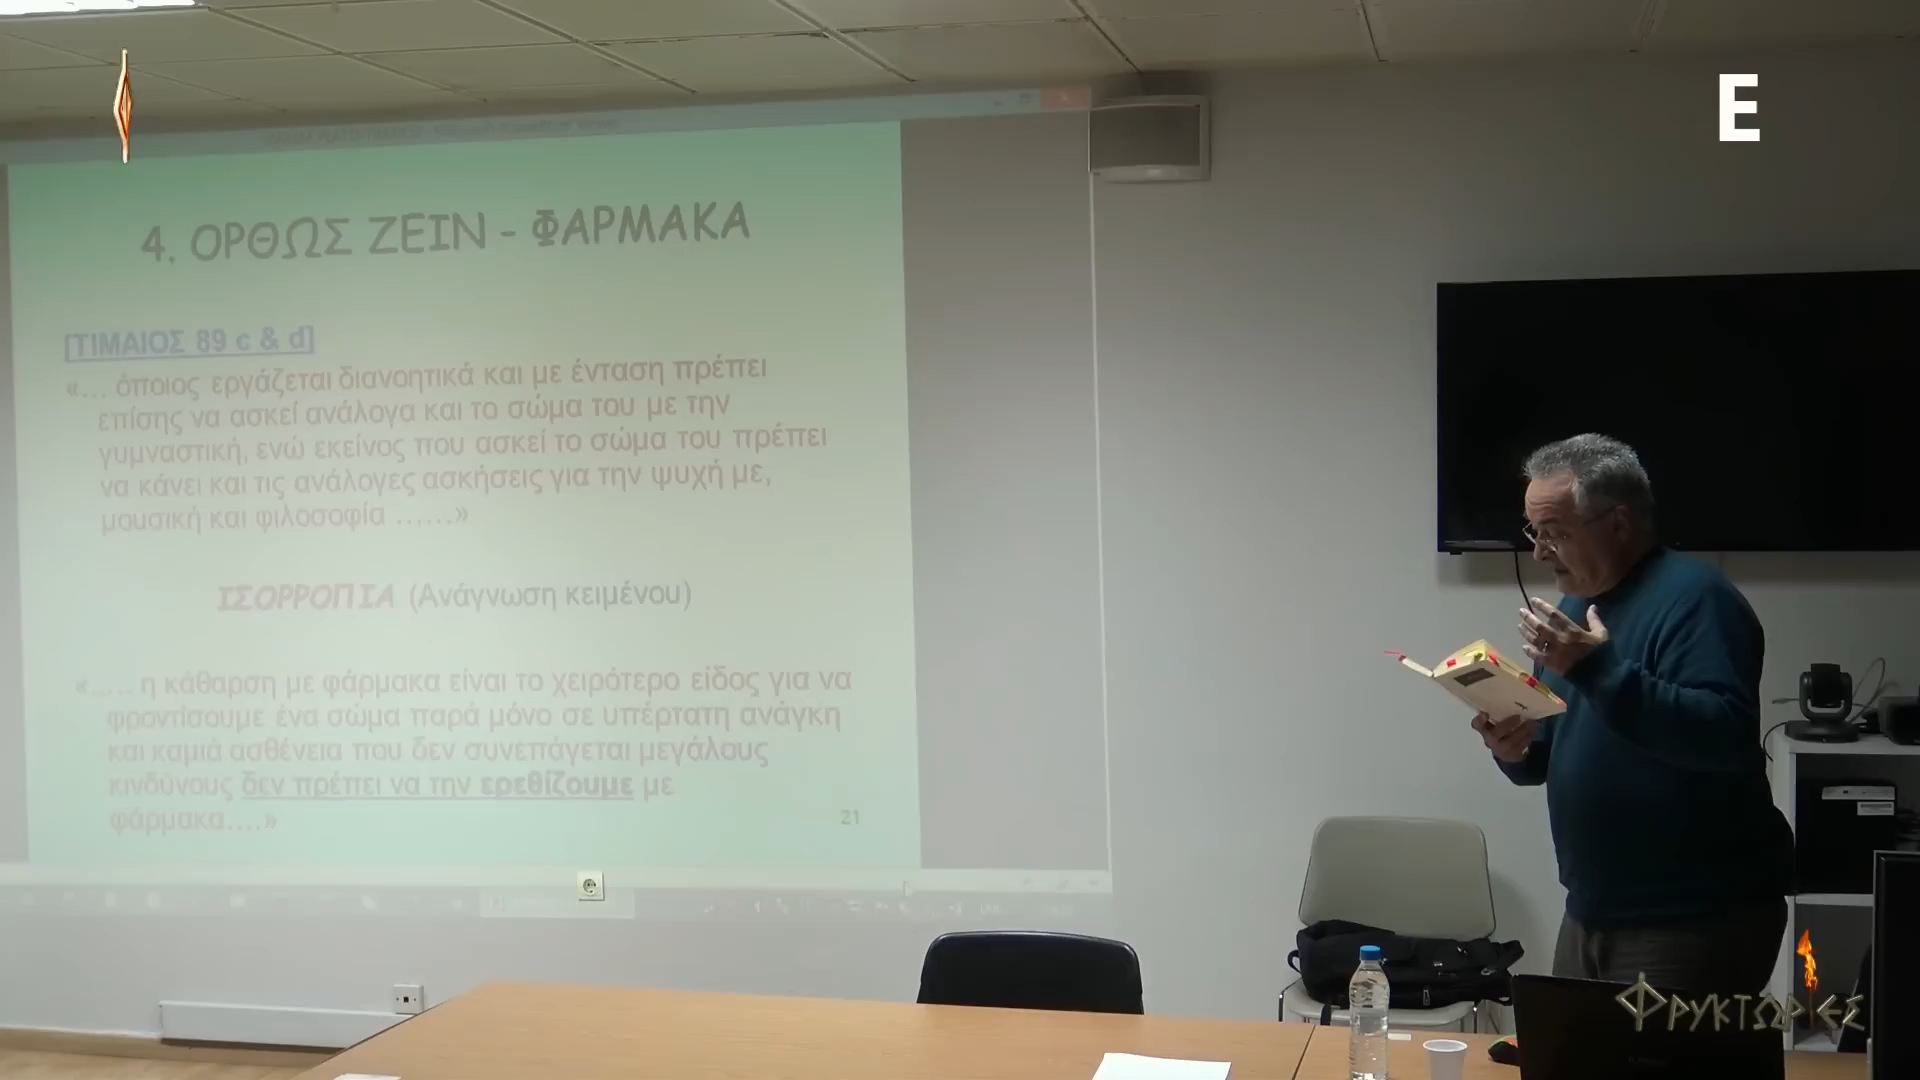 E
4. ΟΡΘΩΣ ΖΕΙΝ - ΦΑΡΜΑΚΑ
[ΤΙΜΑΙΟΣ 89 c & d]
«... όποιος εργάζεται διανοητικά και με ένταση πρέπει
επίσης να ασκεί ανάλογα και το σώμα του με την
γυμναστική, ενώ εκείνος που ασκεί το σώμα του πρέπει
να κάνει και τις ανάλογες ασκήσεις για την ψυχή με,
μουσική και φιλοσοφία ......»
ΙΣΟΡΡΟΠΙΑ (Ανάγνωση κειμένου)
«...... η κάθαρση με φάρμακα είναι το χειρότερο είδος για να
φροντίσουμε ένα σώμα παρά μόνο σε υπέρτατη ανάγκη
και καμιά ασθένεια που δεν συνεπάγεται μεγάλους
κινδύνους δεν πρέπει να την ερεθίζουμε με
φάρμακα....»
21
ΦΡΥΚΤΩΡΙΕΣ